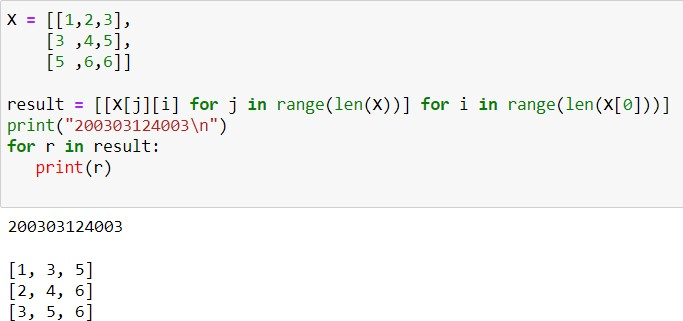 X = [[1,2,3],
    [3 ,4,5],
    [5 ,6,6]]
result = [[X[j][i] for j in range(len(X))] for i in range(len(X[0]))]
print("200303124003\n")
for r in result:
   print(r)
200303124003
[1, 3, 5]
[2, 4, 6]
[3, 5, 6]